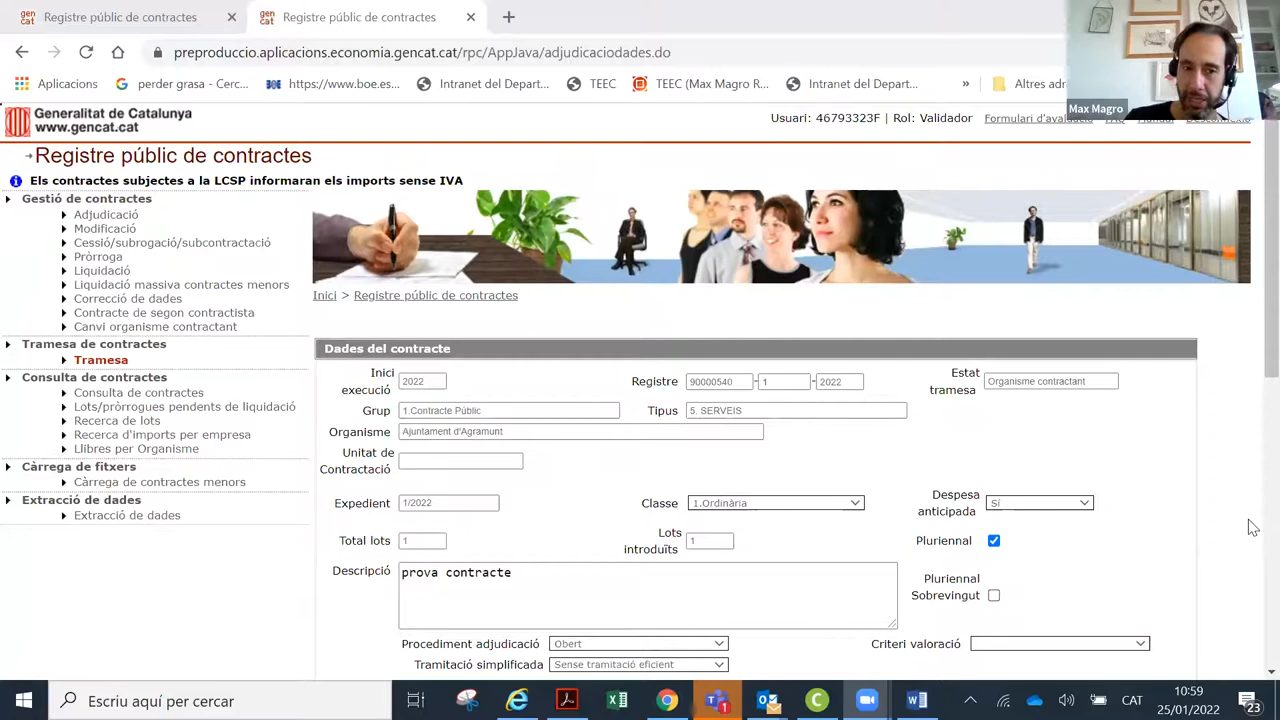 Registre públic de contractes
Registre públic de contractes
preproduccio.aplicacions.economia.gencat.cat/rpc/AppJava/adjudicaciodades.do
Aplicacions
perder grasa - Cerc...
https://www.boe.es...
Intranet del Depart...
TEEC
TEEC (Max Magro R...
Intranet del Depart...
»
Altres adr
Max Magro
Generalitat de Catalunya
www.gencat.cat
Usuari: 46793323F | Rol: Validador
Registre públic de contractes
Els contractes subjectes a la LCSP informaran els imports sense IVA
Gestió de contractes
Adjudicació
Modificació
Cessió/subrogació/subcontractació
Pròrroga
Liquidació
Liquidació massiva contractes menors
Correcció de dades
Contracte de segon contractista
Canvi organisme contractant
Tramesa de contractes
Tramesa
Consulta de contractes
Consulta de contractes
Lots/pròrrogues pendents de liquidació
Recerca de lots
Recerca d'imports per empresa
Llibres per Organisme
Càrrega de fitxers
Càrrega de contractes menors
Extracció de dades
Extracció de dades
Inici > Registre públic de contractes
Dades del contracte
Inici execució 2022
Registre 90000540 - 1 - 2022
Estat tramesa Organisme contractant
Grup 1.Contracte Públic
Tipus 5. SERVEIS
Organisme Ajuntament d'Agramunt
Unitat de Contractació
Expedient 1/2022
Classe 1.Ordinària
Despesa anticipada Sí
Total lots 1
Lots introduïts 1
Pluriennal
Descripció prova contracte
Pluriennal Sobrevingut
Procediment adjudicació Obert
Criteri valoració
Tramitació simplificada Sense tramitació eficient
Escriu aquí per cercar
CAT
10:59
25/01/2022
23